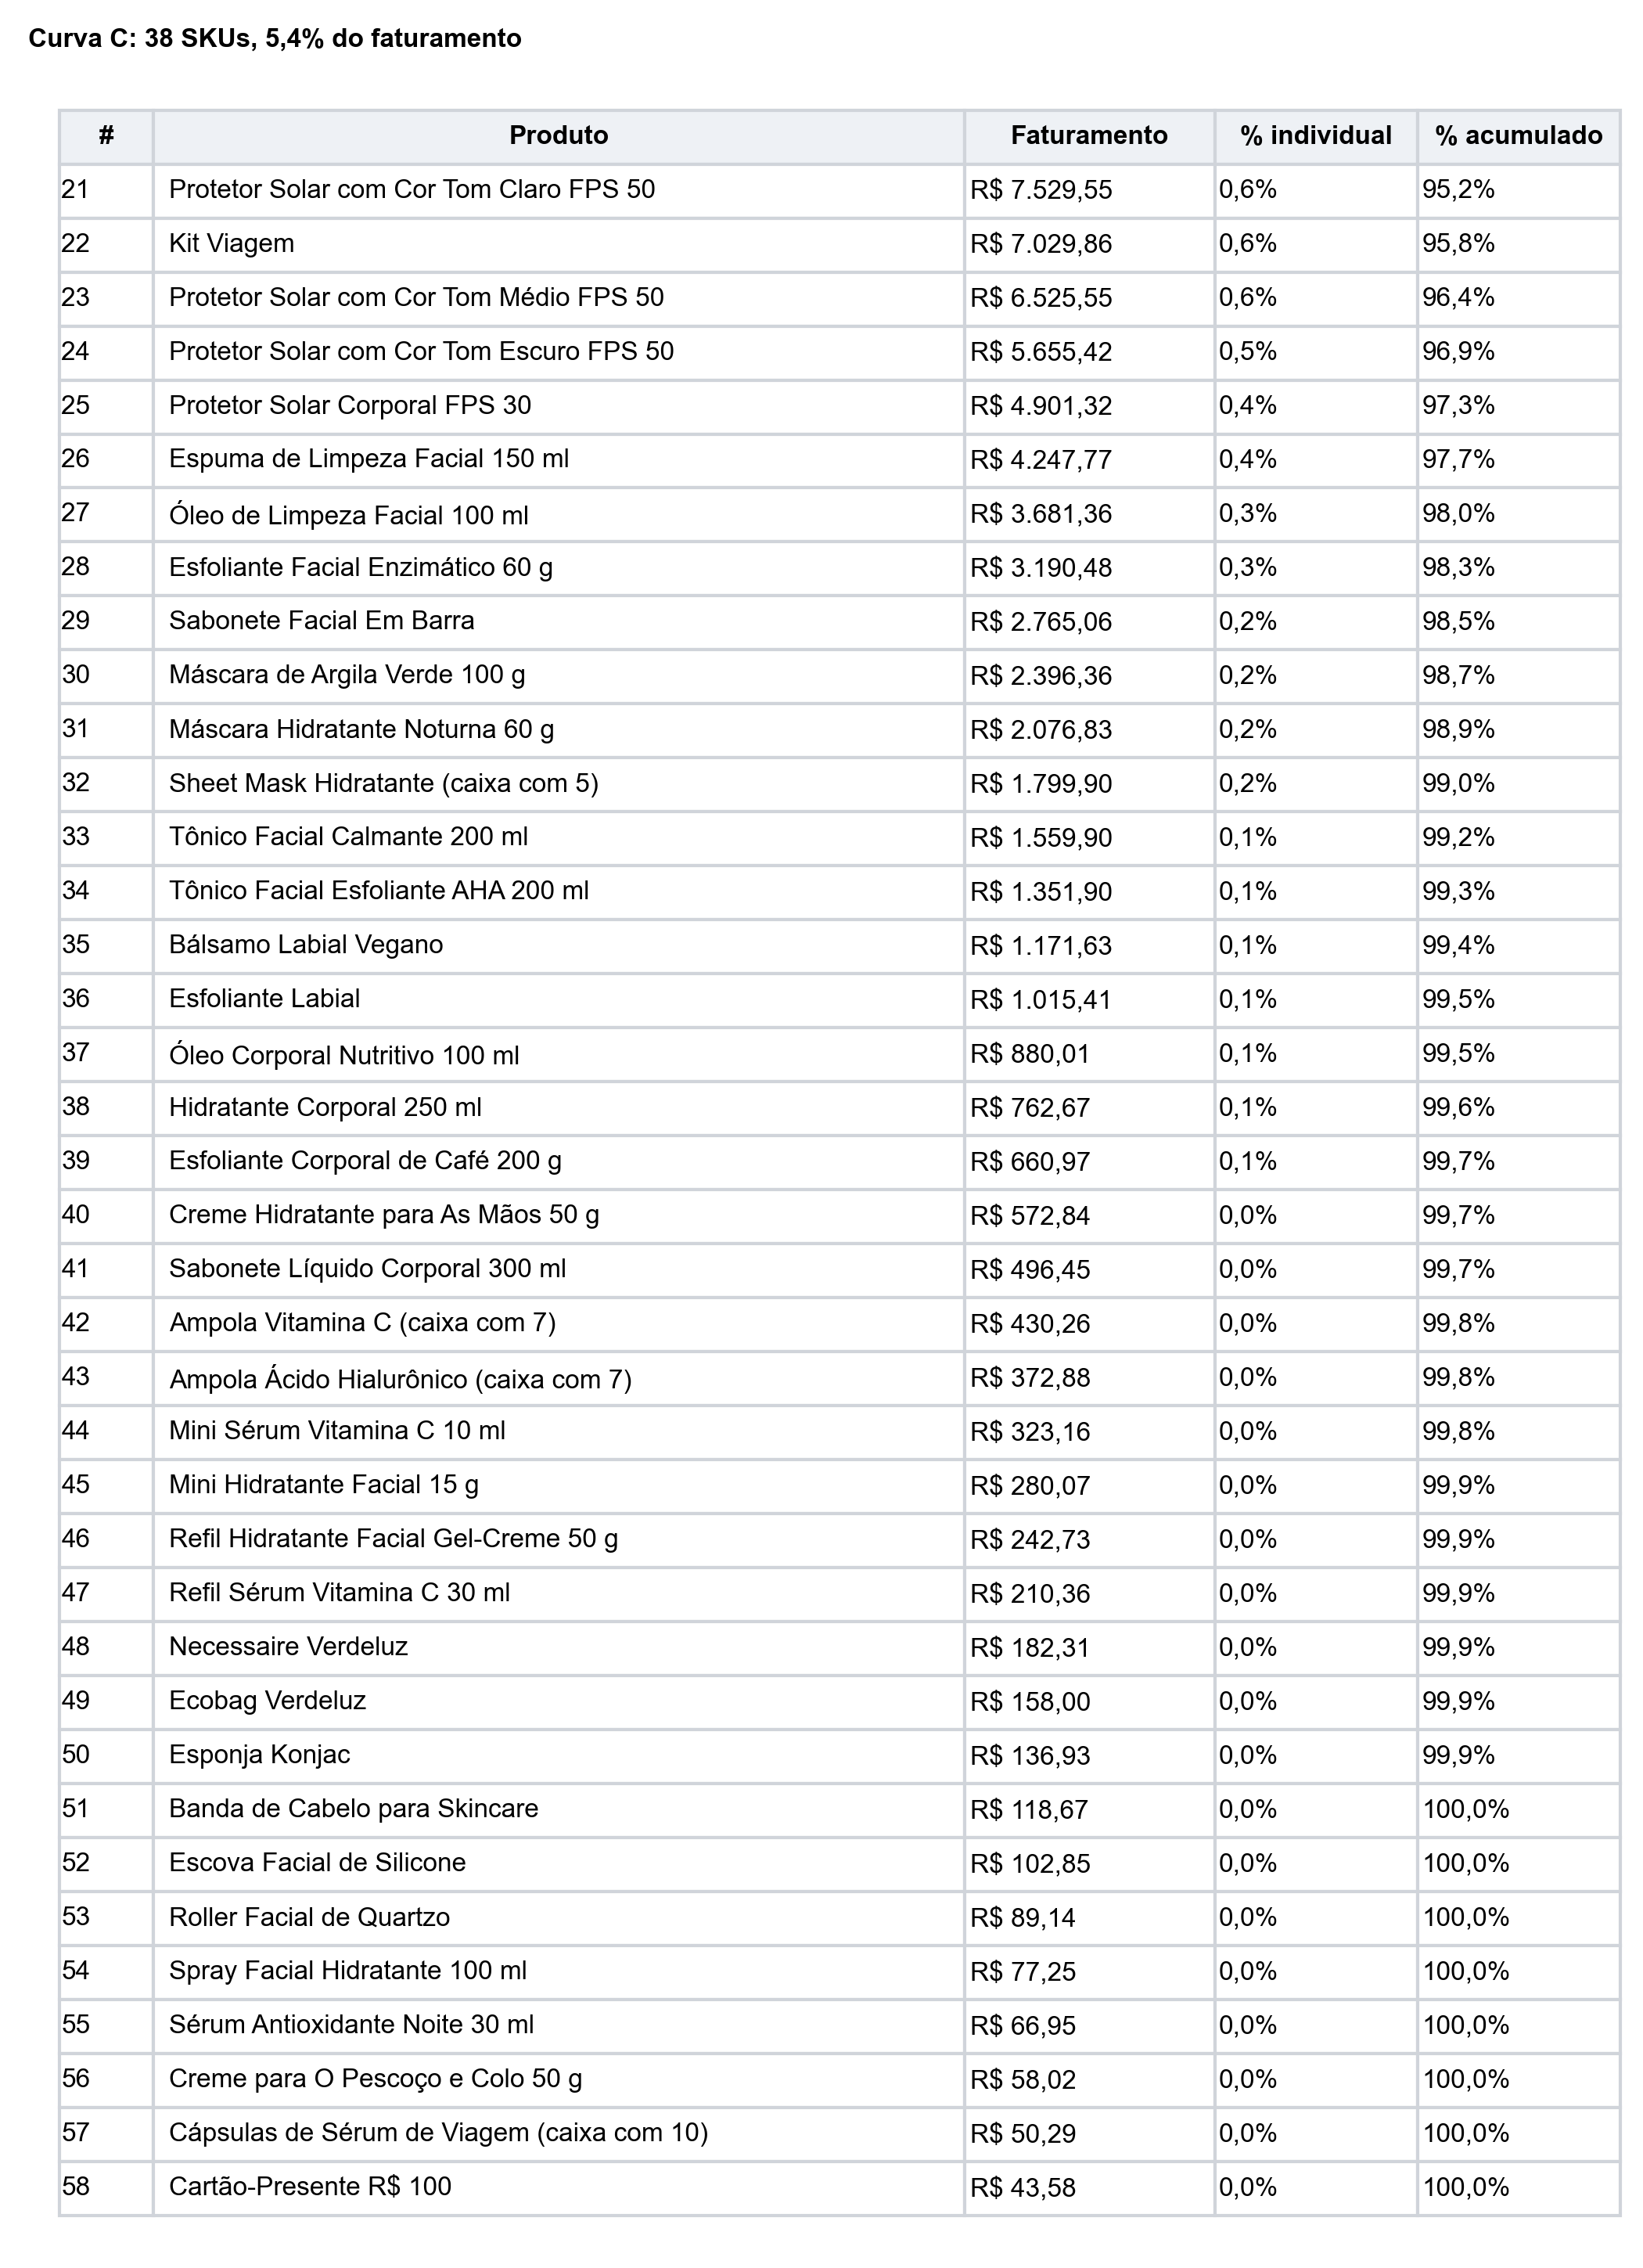 Curva C: 38 SKUs, 5,4% do faturamento
# Produto Faturamento % individual % acumulado
21 Protetor Solar com Cor Tom Claro FPS 50 R$ 7.529,55 0,6% 95,2%
22 Kit Viagem R$ 7.029,86 0,6% 95,8%
23 Protetor Solar com Cor Tom Médio FPS 50 R$ 6.525,55 0,6% 96,4%
24 Protetor Solar com Cor Tom Escuro FPS 50 R$ 5.655,42 0,5% 96,9%
25 Protetor Solar Corporal FPS 30 R$ 4.901,32 0,4% 97,3%
26 Espuma de Limpeza Facial 150 ml R$ 4.247,77 0,4% 97,7%
27 Óleo de Limpeza Facial 100 ml R$ 3.681,36 0,3% 98,0%
28 Esfoliante Facial Enzimático 60 g R$ 3.190,48 0,3% 98,3%
29 Sabonete Facial Em Barra R$ 2.765,06 0,2% 98,5%
30 Máscara de Argila Verde 100 g R$ 2.396,36 0,2% 98,7%
31 Máscara Hidratante Noturna 60 g R$ 2.076,83 0,2% 98,9%
32 Sheet Mask Hidratante (caixa com 5) R$ 1.799,90 0,2% 99,0%
33 Tônico Facial Calmante 200 ml R$ 1.559,90 0,1% 99,2%
34 Tônico Facial Esfoliante AHA 200 ml R$ 1.351,90 0,1% 99,3%
35 Bálsamo Labial Vegano R$ 1.171,63 0,1% 99,4%
36 Esfoliante Labial R$ 1.015,41 0,1% 99,5%
37 Óleo Corporal Nutritivo 100 ml R$ 880,01 0,1% 99,5%
38 Hidratante Corporal 250 ml R$ 762,67 0,1% 99,6%
39 Esfoliante Corporal de Café 200 g R$ 660,97 0,1% 99,7%
40 Creme Hidratante para As Mãos 50 g R$ 572,84 0,0% 99,7%
41 Sabonete Líquido Corporal 300 ml R$ 496,45 0,0% 99,7%
42 Ampola Vitamina C (caixa com 7) R$ 430,26 0,0% 99,8%
43 Ampola Ácido Hialurônico (caixa com 7) R$ 372,88 0,0% 99,8%
44 Mini Sérum Vitamina C 10 ml R$ 323,16 0,0% 99,8%
45 Mini Hidratante Facial 15 g R$ 280,07 0,0% 99,9%
46 Refil Hidratante Facial Gel-Creme 50 g R$ 242,73 0,0% 99,9%
47 Refil Sérum Vitamina C 30 ml R$ 210,36 0,0% 99,9%
48 Necessaire Verdeluz R$ 182,31 0,0% 99,9%
49 Ecobag Verdeluz R$ 158,00 0,0% 99,9%
50 Esponja Konjac R$ 136,93 0,0% 99,9%
51 Banda de Cabelo para Skincare R$ 118,67 0,0% 100,0%
52 Escova Facial de Silicone R$ 102,85 0,0% 100,0%
53 Roller Facial de Quartzo R$ 89,14 0,0% 100,0%
54 Spray Facial Hidratante 100 ml R$ 77,25 0,0% 100,0%
55 Sérum Antioxidante Noite 30 ml R$ 66,95 0,0% 100,0%
56 Creme para O Pescoço e Colo 50 g R$ 58,02 0,0% 100,0%
57 Cápsulas de Sérum de Viagem (caixa com 10) R$ 50,29 0,0% 100,0%
58 Cartão-Presente R$ 100 R$ 43,58 0,0% 100,0%